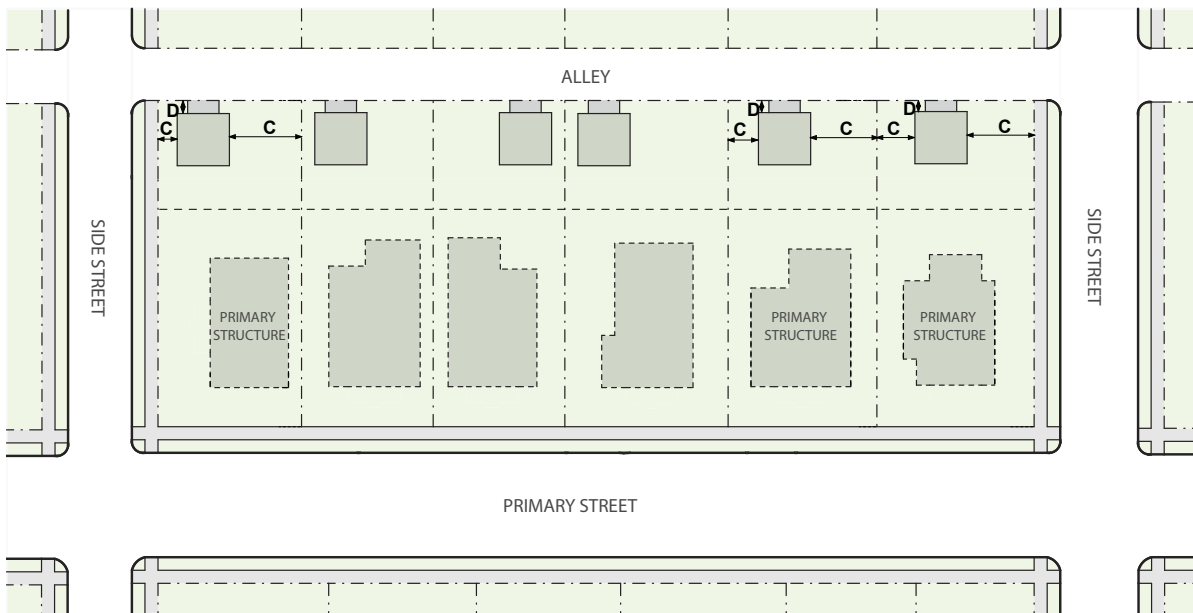 ALLEY
D
C
C
D
C
C
C
D
C
SIDE STREET
SIDE STREET
PRIMARY
STRUCTURE
PRIMARY
STRUCTURE
PRIMARY
STRUCTURE
PRIMARY STREET